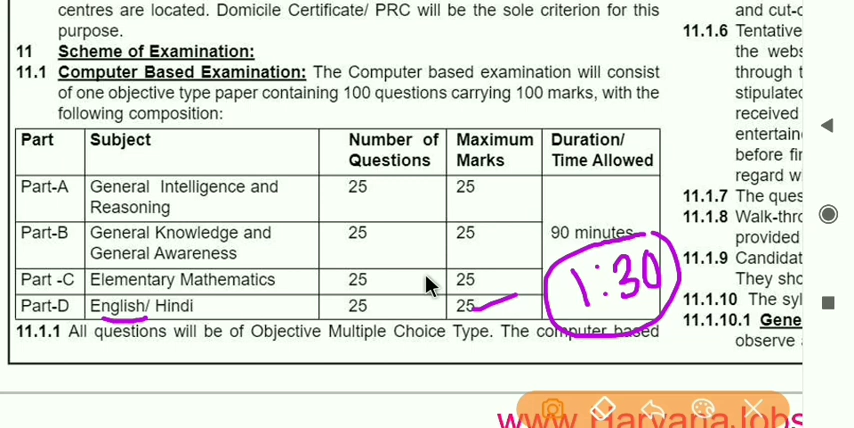 centres are located. Domicile Certificate/ PRC will be the sole criterion for this
purpose.
11 Scheme of Examination:
11.1 Computer Based Examination: The Computer based examination will consist
of one objective type paper containing 100 questions carrying 100 marks, with the
following composition:
Part Subject Number of Questions Maximum Marks Duration/ Time Allowed
Part-A General Intelligence and Reasoning 25 25
Part-B General Knowledge and General Awareness 25 25 90 minutes
Part -C Elementary Mathematics 25 25
Part-D English/ Hindi 25 25
1:30
11.1.1 All questions will be of Objective Multiple Choice Type. The computer based
and cut-o
11.1.6 Tentative
the webs
through t
stipulated
received
entertain
before fir
regard w
11.1.7 The ques
11.1.8 Walk-thro
provided
11.1.9 Candidat
They sho
11.1.10 The syl
11.1.10.1 Gene
observe a
www.HaryanaJobs